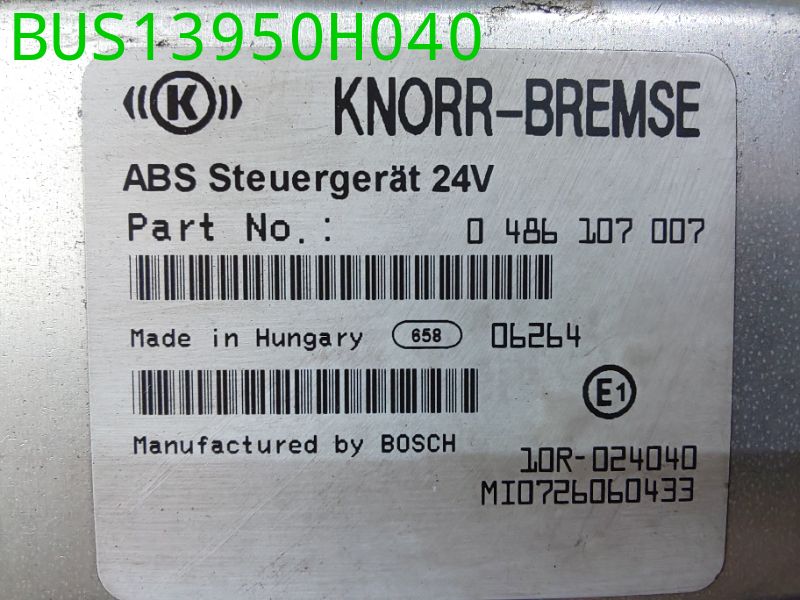 BUS13950H040
K KNORR-BREMSE
ABS Steuergerät 24V
Part No.: 0 486 107 007
Made in Hungary 658 06264
E1
Manufactured by BOSCH
10R-024040
MI0726060433